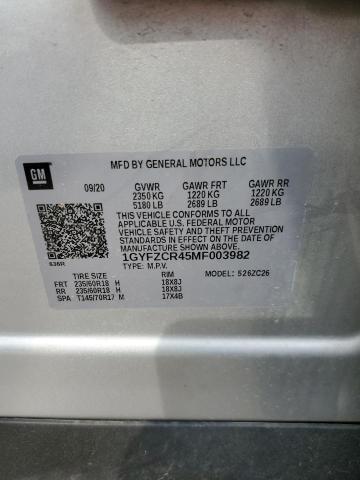 GM
MFD BY GENERAL MOTORS LLC
09/20 GVWR GAWR FRT GAWR RR
2350 KG 1220 KG 1220 KG
5180 LB 2689 LB 2689 LB
THIS VEHICLE CONFORMS TO ALL
APPLICABLE U.S. FEDERAL MOTOR
VEHICLE SAFETY AND THEFT PREVENTION
STANDARDS IN EFFECT ON THE DATE OF
MANUFACTURE SHOWN ABOVE.
1GYFZCR45MF003982
TYPE: M.P.V. MODEL: 526ZC26
TIRE SIZE RIM
FRT 235/60R18 H 18X8J
RR 235/60R18 H 18X8J
SPA T145/70R17 M 17X4B